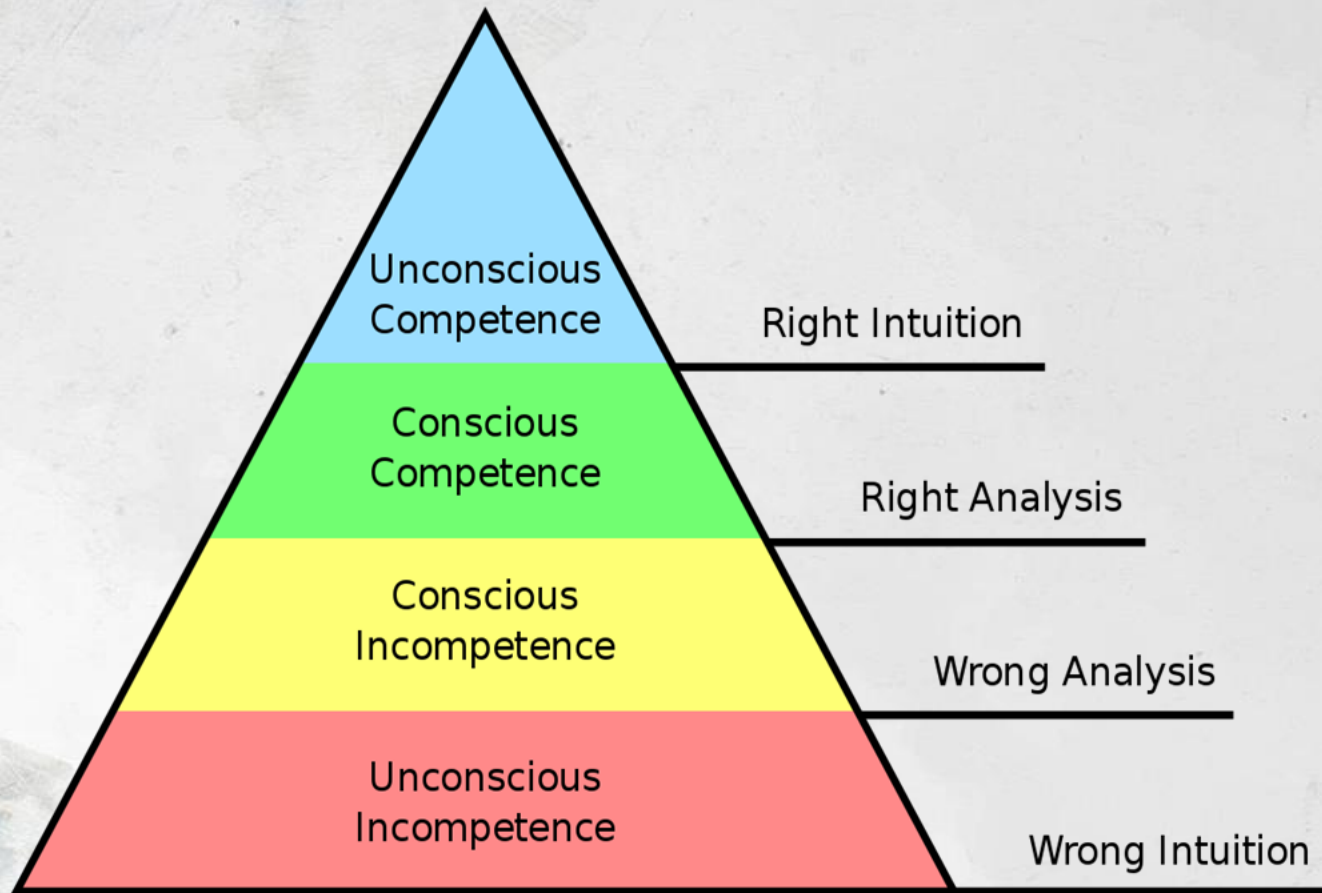 Unconscious
Competence
Right Intuition
Conscious
Competence
Right Analysis
Conscious
Incompetence
Wrong Analysis
Unconscious
Incompetence
Wrong Intuition